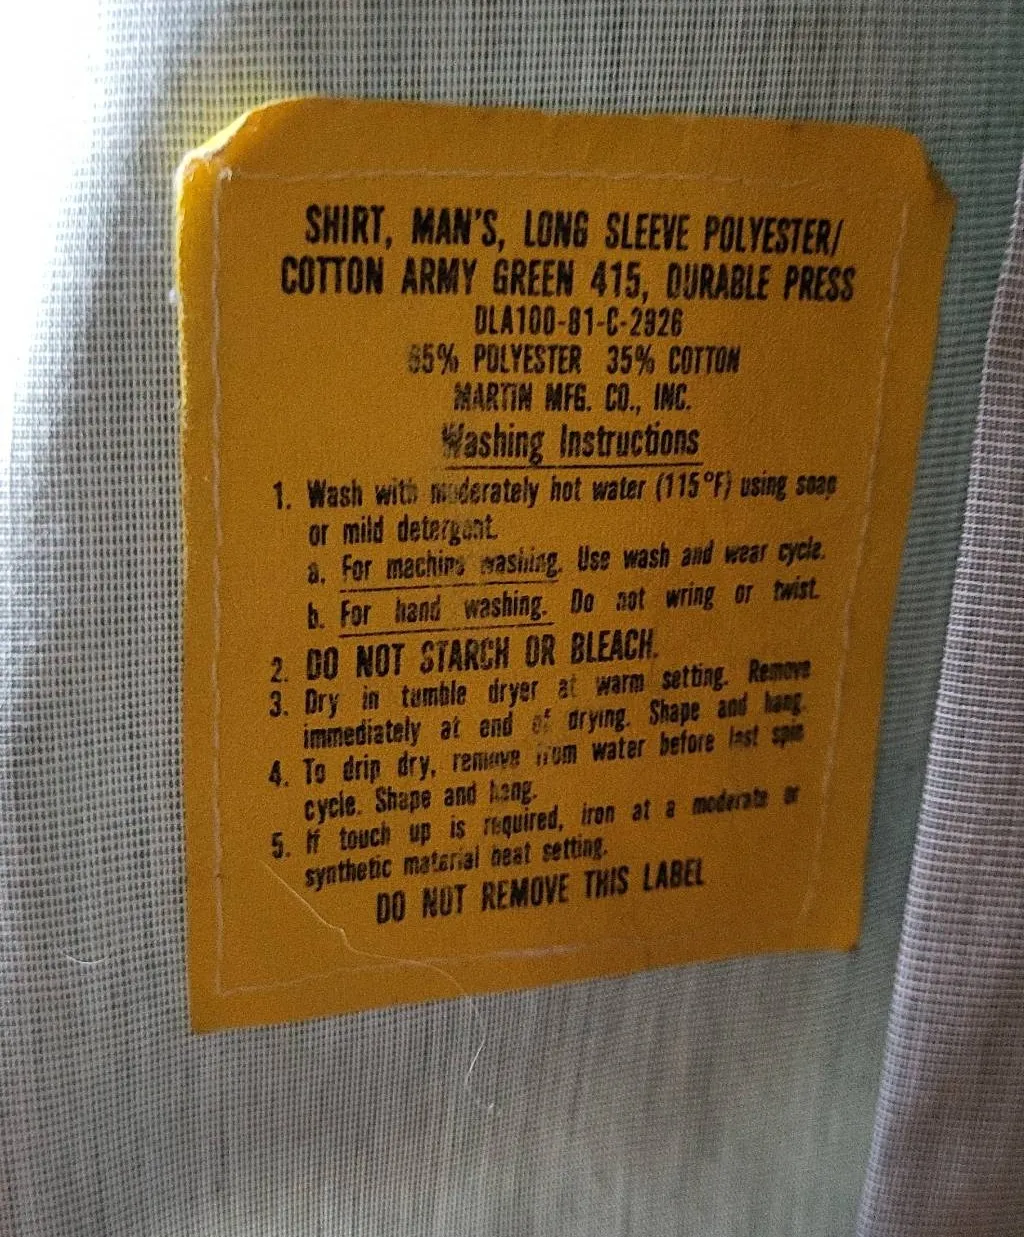 SHIRT, MAN'S, LONG SLEEVE POLYESTER/
COTTON ARMY GREEN 415, DURABLE PRESS
DLA100-81-C-2926
65% POLYESTER 35% COTTON
MARTIN MFG. CO., INC.
Washing Instructions
1. Wash with moderately hot water (115°F) using soap
or mild detergent.
a. For machine washing. Use wash and wear cycle.
b. For hand washing. Do not wring or twist.
2. DO NOT STARCH OR BLEACH.
3. Dry in tumble dryer at warm setting. Remove
immediately at end of drying. Shape and hang.
4. To drip dry, remove from water before last spin
cycle. Shape and hang.
5. If touch up is required, iron at a moderate or
synthetic material heat setting.
DO NOT REMOVE THIS LABEL